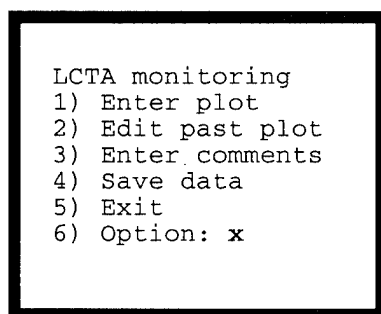 LCTA monitoring
1) Enter plot
2) Edit past plot
3) Enter comments
4) Save data
5) Exit
6) Option: x